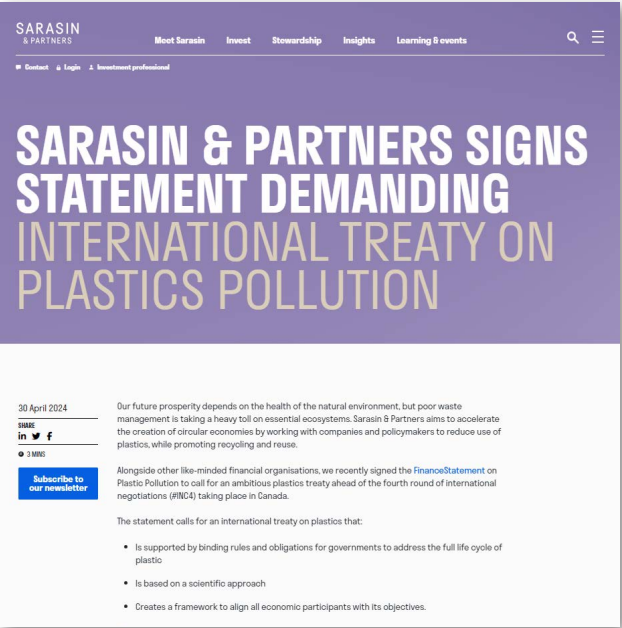 SARASIN
& PARTNERS
Meet Sarasin Invest Stewardship Insights Learning & events
Contact Login Investment professional
SARASIN & PARTNERS SIGNS
STATEMENT DEMANDING
INTERNATIONAL TREATY ON
PLASTICS POLLUTION
30 April 2024
SHARE
3 MINS
Subscribe to
our newsletter
Our future prosperity depends on the health of the natural environment, but poor waste
management is taking a heavy toll on essential ecosystems. Sarasin & Partners aims to accelerate
the creation of circular economies by working with companies and policymakers to reduce use of
plastics, while promoting recycling and reuse.
Alongside other like-minded financial organisations, we recently signed the FinanceStatement on
Plastic Pollution to call for an ambitious plastics treaty ahead of the fourth round of international
negotiations (#INC4) taking place in Canada.
The statement calls for an international treaty on plastics that:
• Is supported by binding rules and obligations for governments to address the full life cycle of
plastic
• Is based on a scientific approach
• Creates a framework to align all economic participants with its objectives.